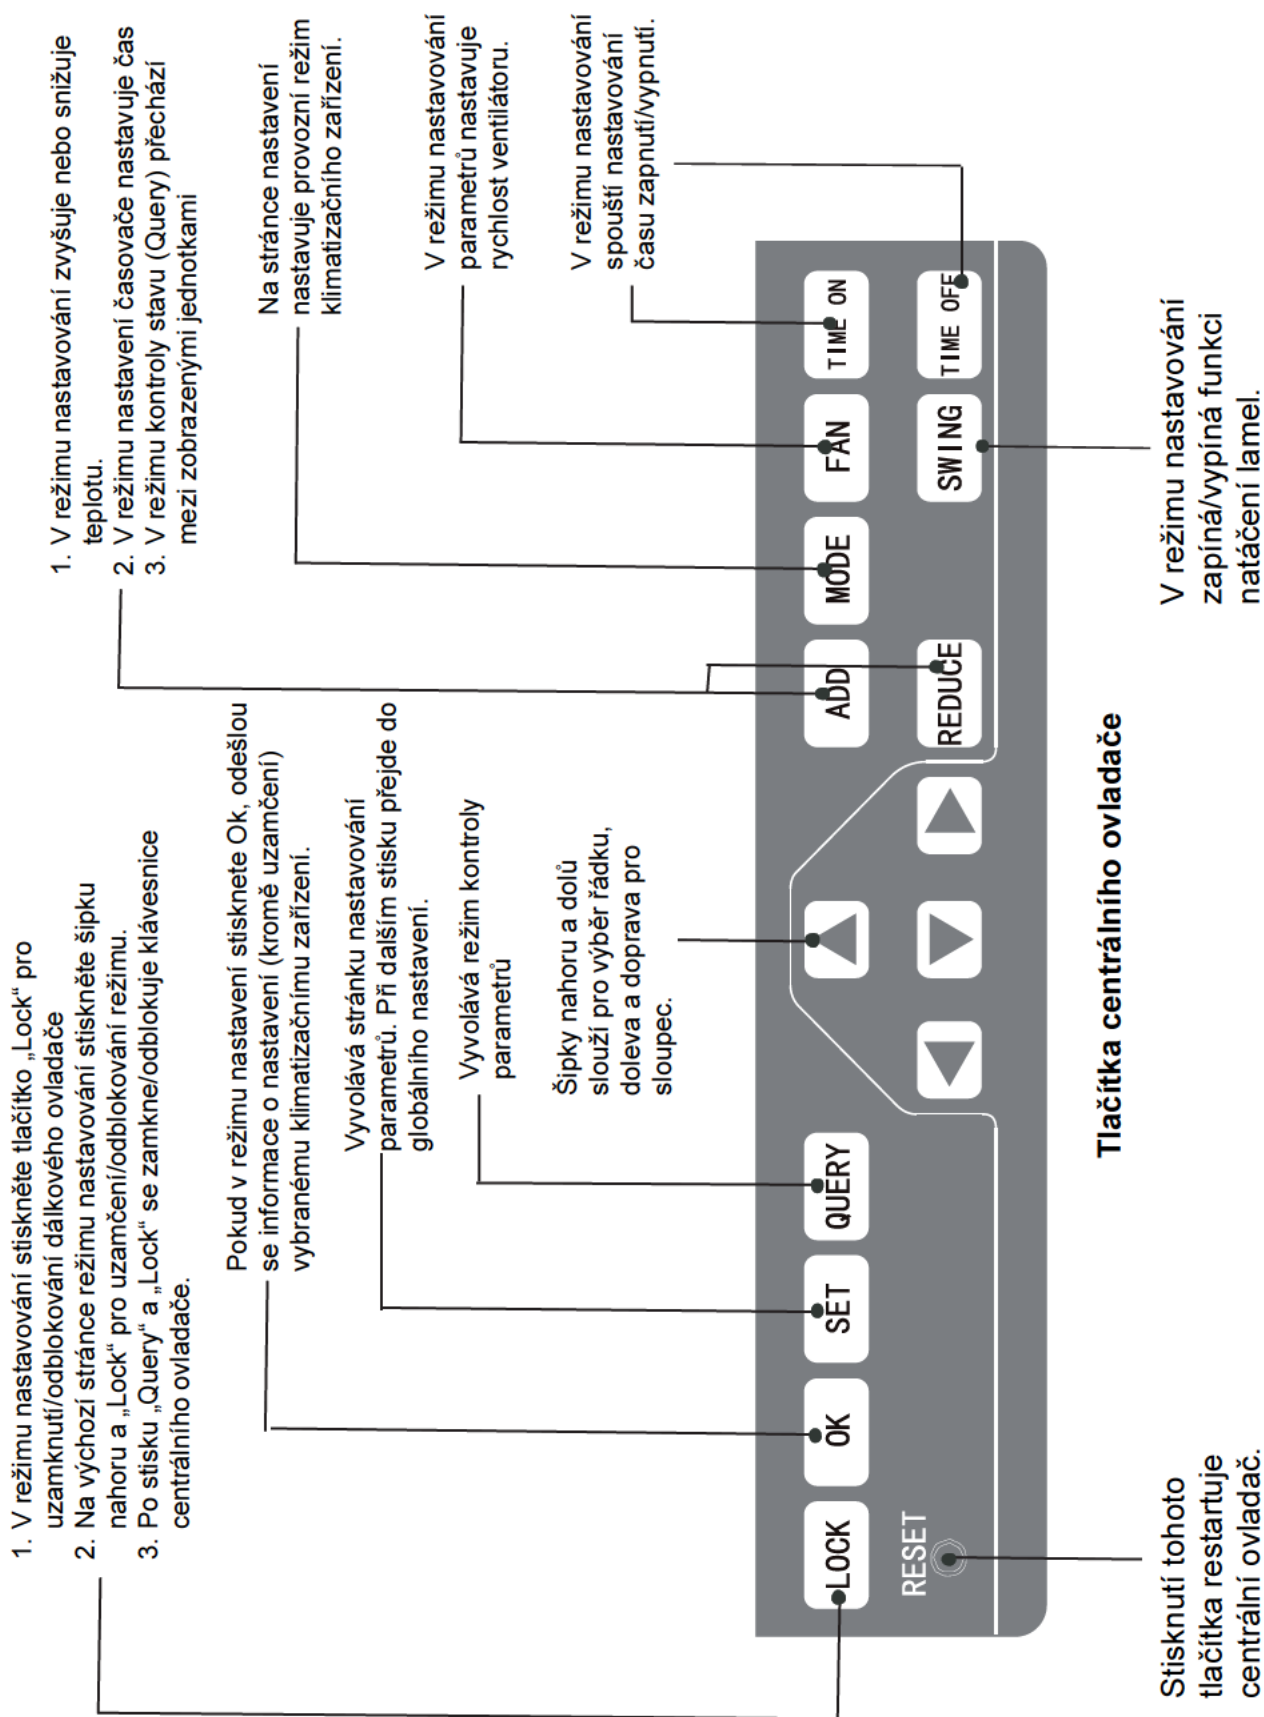 1. V režimu nastavování stiskněte tlačítko „Lock“ pro
uzamknutí/odblokování dálkového ovladače
2. Na výchozí stránce režimu nastavování stiskněte šipku
nahoru a „Lock“ pro uzamčení/odblokování režimu.
3. Po stisku „Query“ a „Lock“ se zamkne/odblokuje klávesnice
centrálního ovladače.
Pokud v režimu nastavení stisknete Ok, odešlou
se informace o nastavení (kromě uzamčení)
vybranému klimatizačnímu zařízení.
Vyvolává stránku nastavování
parametrů. Při dalším stisku přejde do
globálního nastavení.
Vyvolává režim kontroly
parametrů
Šipky nahoru a dolů
slouží pro výběr řádku,
doleva a doprava pro
sloupec.
1. V režimu nastavování zvyšuje nebo snižuje
teplotu.
2. V režimu nastavení časovače nastavuje čas
3. V režimu kontroly stavu (Query) přechází
mezi zobrazenými jednotkami
Na stránce nastavení
nastavuje provozní režim
klimatizačního zařízení.
V režimu nastavování
parametrů nastavuje
rychlost ventilátoru.
V režimu nastavování
spouští nastavování
času zapnutí/vypnutí.
LOCK
OK
SET
QUERY
ADD
MODE
FAN
TIME ON
RESET
REDUCE
SWING
TIME OFF
Stisknutí tohoto
tlačítka restartuje
centrální ovladač.
Tlačítka centrálního ovladače
V režimu nastavování
zapíná/vypíná funkci
natáčení lamel.